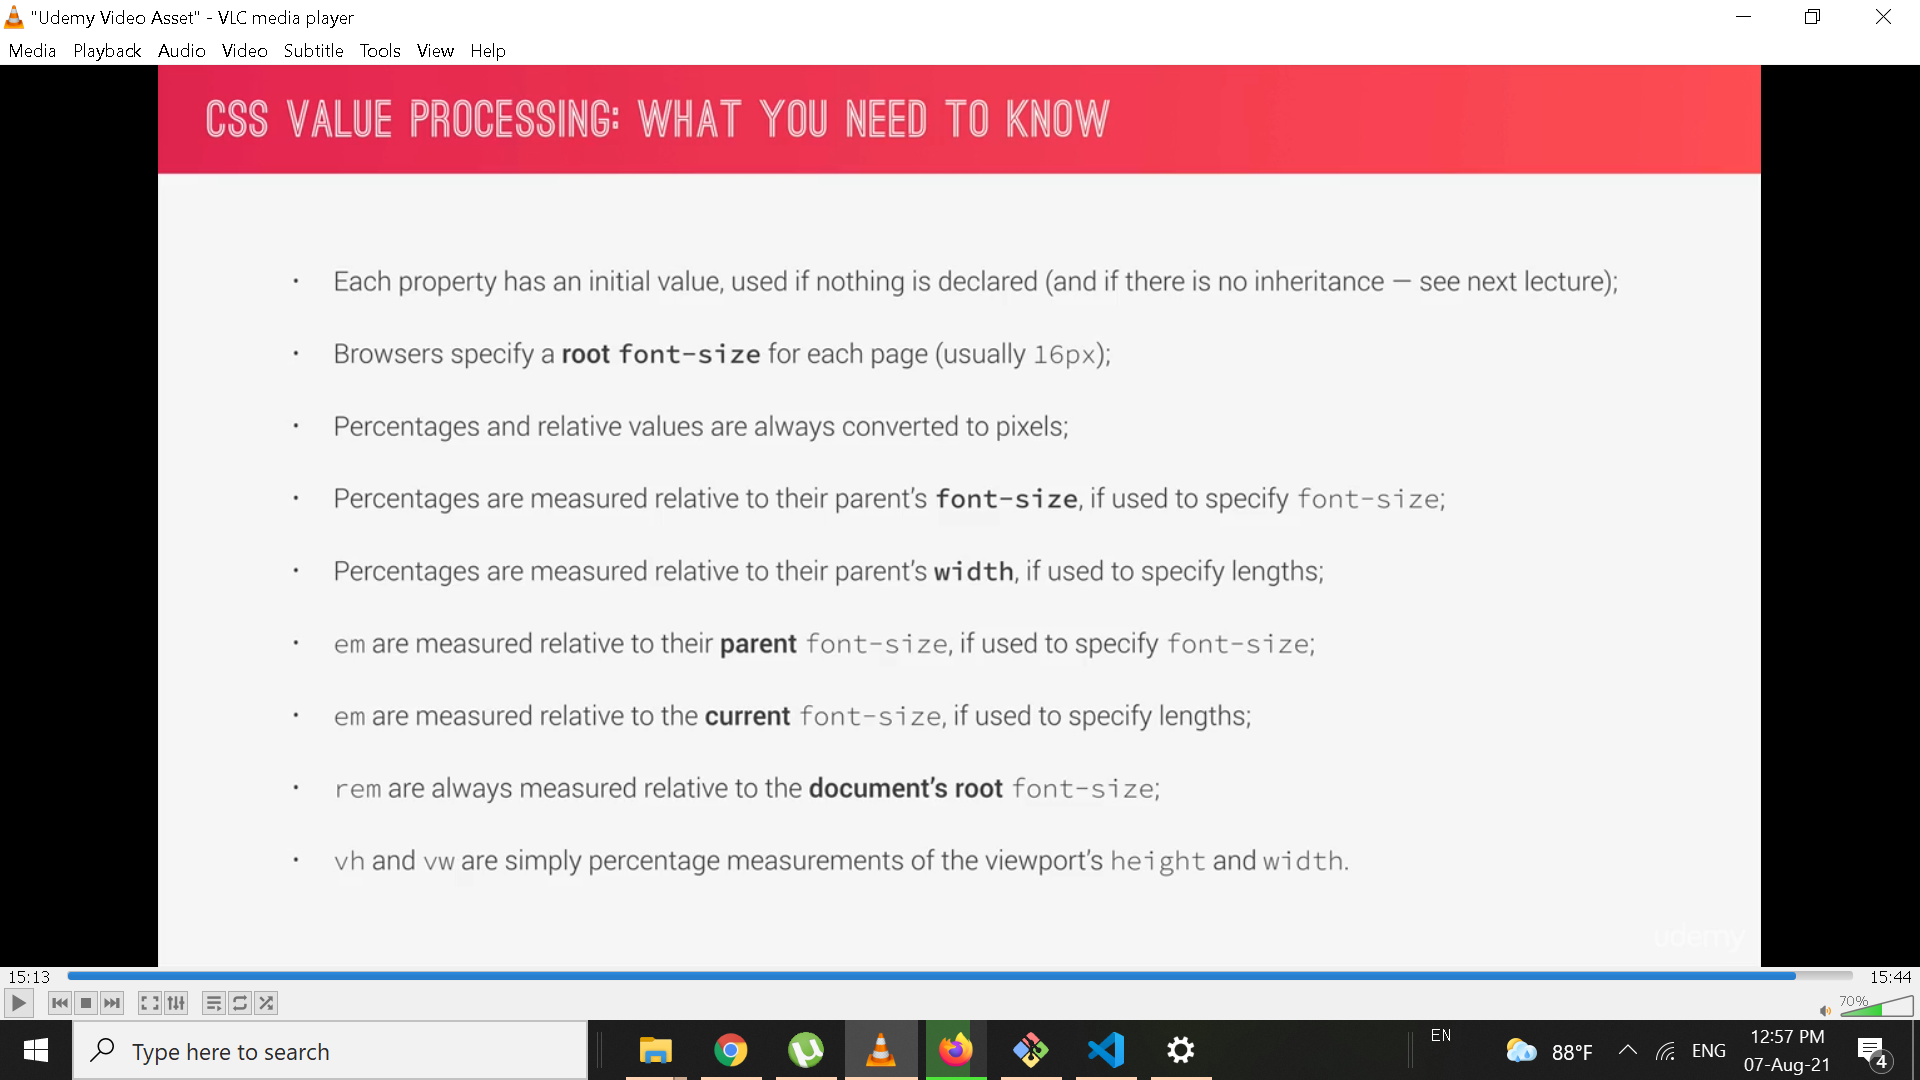 "Udemy Video Asset" - VLC media player
Media Playback Audio Video Subtitle Tools View Help
CSS VALUE PROCESSING: WHAT YOU NEED TO KNOW
• Each property has an initial value, used if nothing is declared (and if there is no inheritance — see next lecture);
• Browsers specify a root font-size for each page (usually 16px);
• Percentages and relative values are always converted to pixels;
• Percentages are measured relative to their parent's font-size, if used to specify font-size;
• Percentages are measured relative to their parent's width, if used to specify lengths;
• em are measured relative to their parent font-size, if used to specify font-size;
• em are measured relative to the current font-size, if used to specify lengths;
• rem are always measured relative to the document's root font-size;
• vh and vw are simply percentage measurements of the viewport's height and width.
udemy
15:13 15:44
70%
Type here to search
EN
88°F
ENG
12:57 PM
07-Aug-21
4